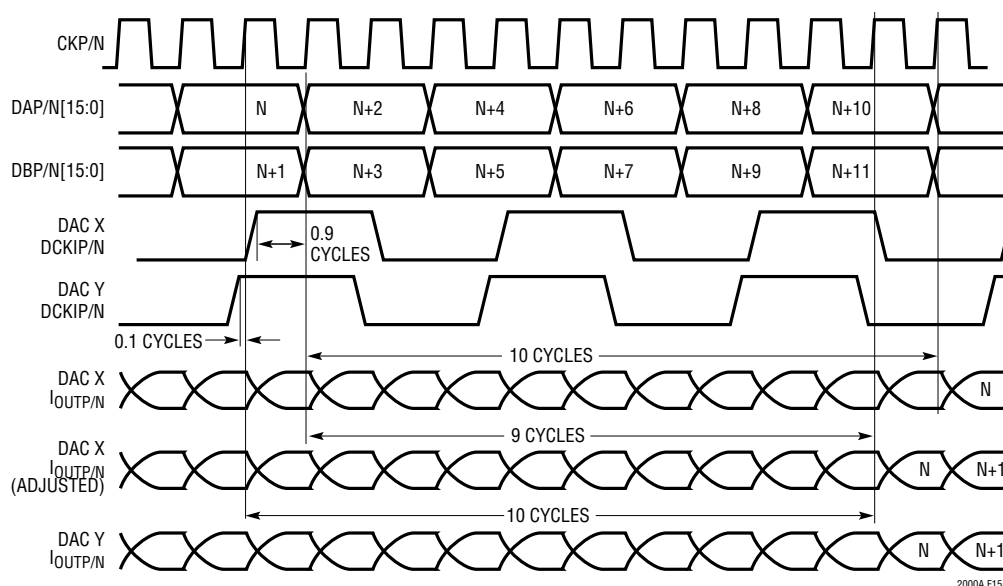 CKP/N
DAP/N[15:0]
N
N+2
N+4
N+6
N+8
N+10
DBP/N[15:0]
N+1
N+3
N+5
N+7
N+9
N+11
DAC X
DCKIP/N
0.9
CYCLES
DAC Y
DCKIP/N
0.1 CYCLES
10 CYCLES
DAC X
IOUTP/N
N
9 CYCLES
DAC X
IOUTP/N
(ADJUSTED)
N
N+1
10 CYCLES
DAC Y
IOUTP/N
N
N+1
2000A F15